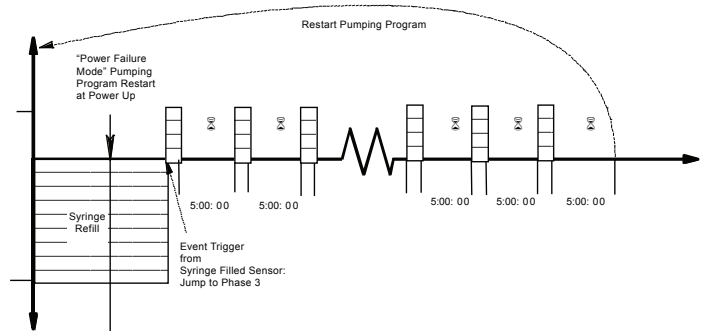 Restart Pumping Program
“Power Failure
Mode” Pumping
Program Restart
at Power Up
5:00: 00
5:00: 00
5:00: 00
5:00: 00
5:00: 00
Syringe
Refill
Event Trigger
from
Syringe Filled Sensor:
Jump to Phase 3